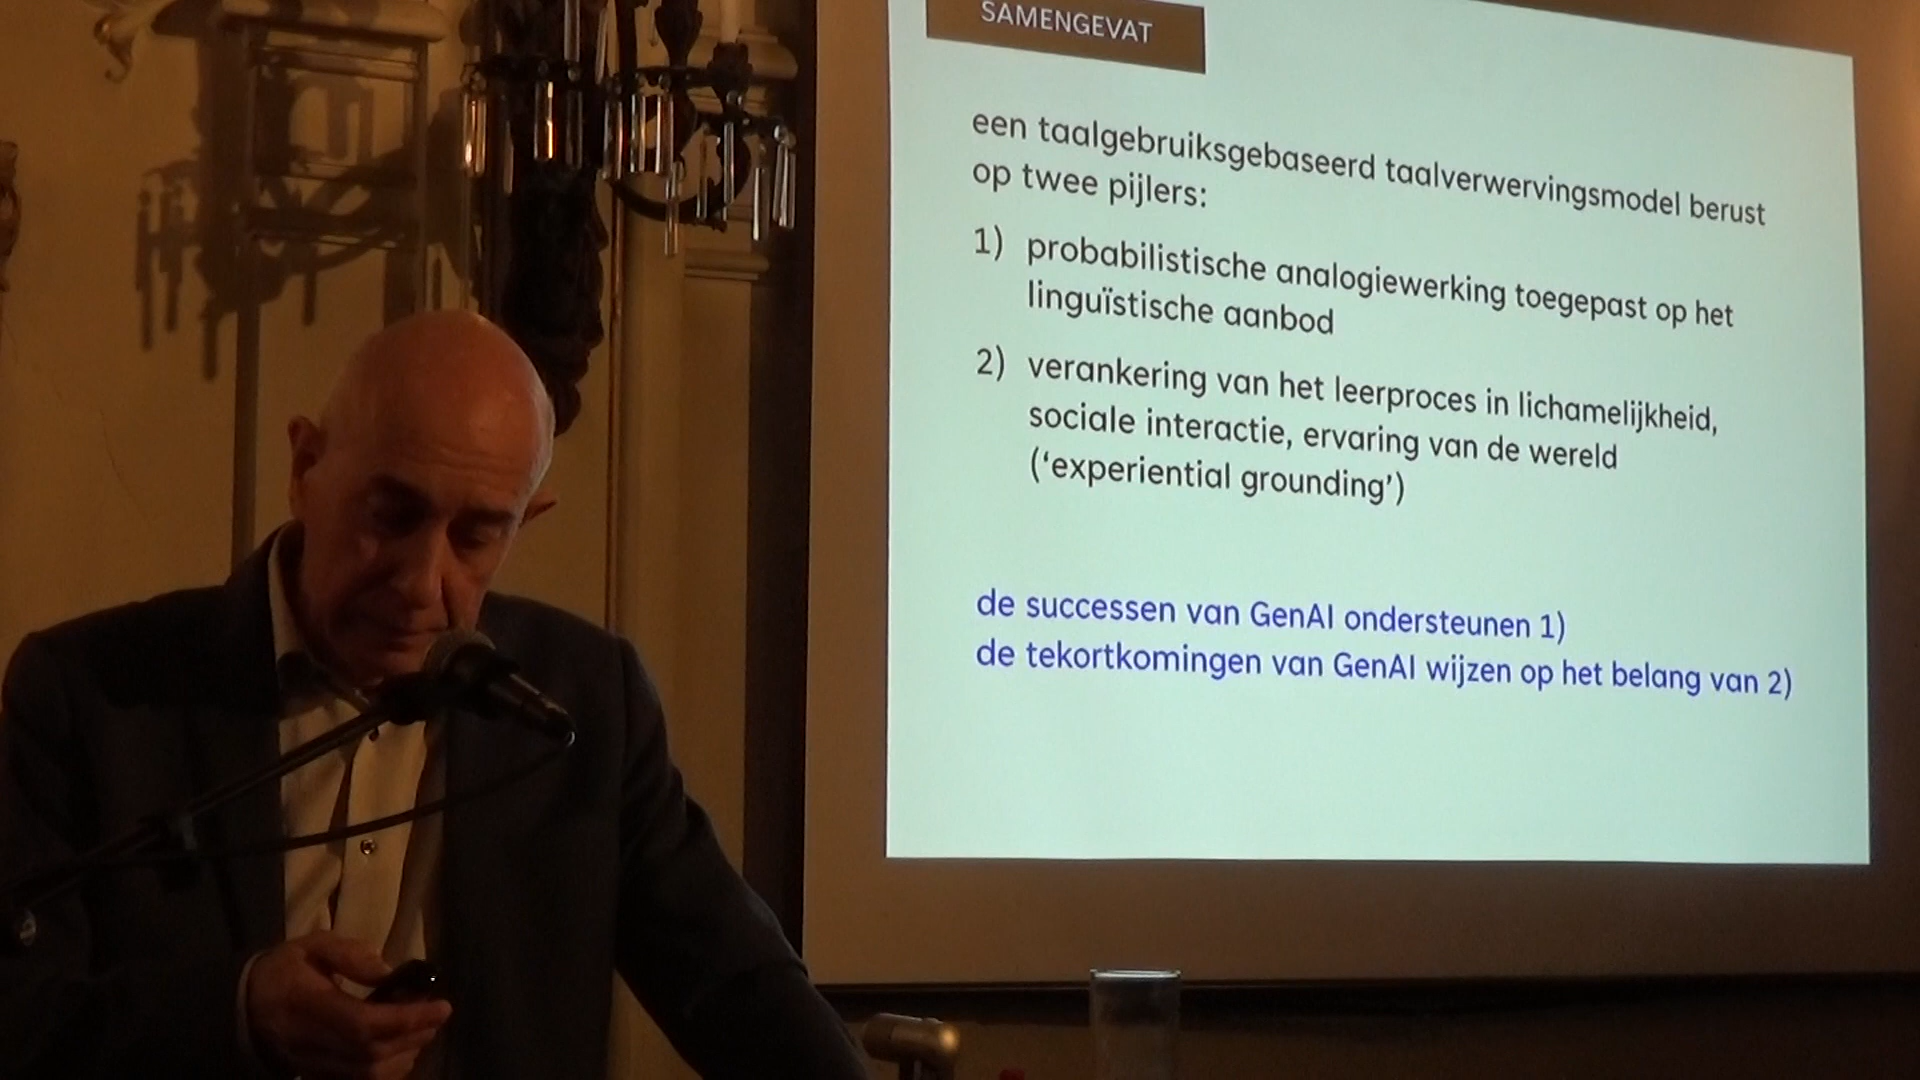 SAMENGEVAT
een taalgebruiksgebaseerd taalverwervingsmodel berust
op twee pijlers:
1) probabilistische analogiewerking toegepast op het
linguïstische aanbod
2) verankering van het leerproces in lichamelijkheid,
sociale interactie, ervaring van de wereld
(‘experiential grounding’)
de successen van GenAI ondersteunen 1)
de tekortkomingen van GenAI wijzen op het belang van 2)